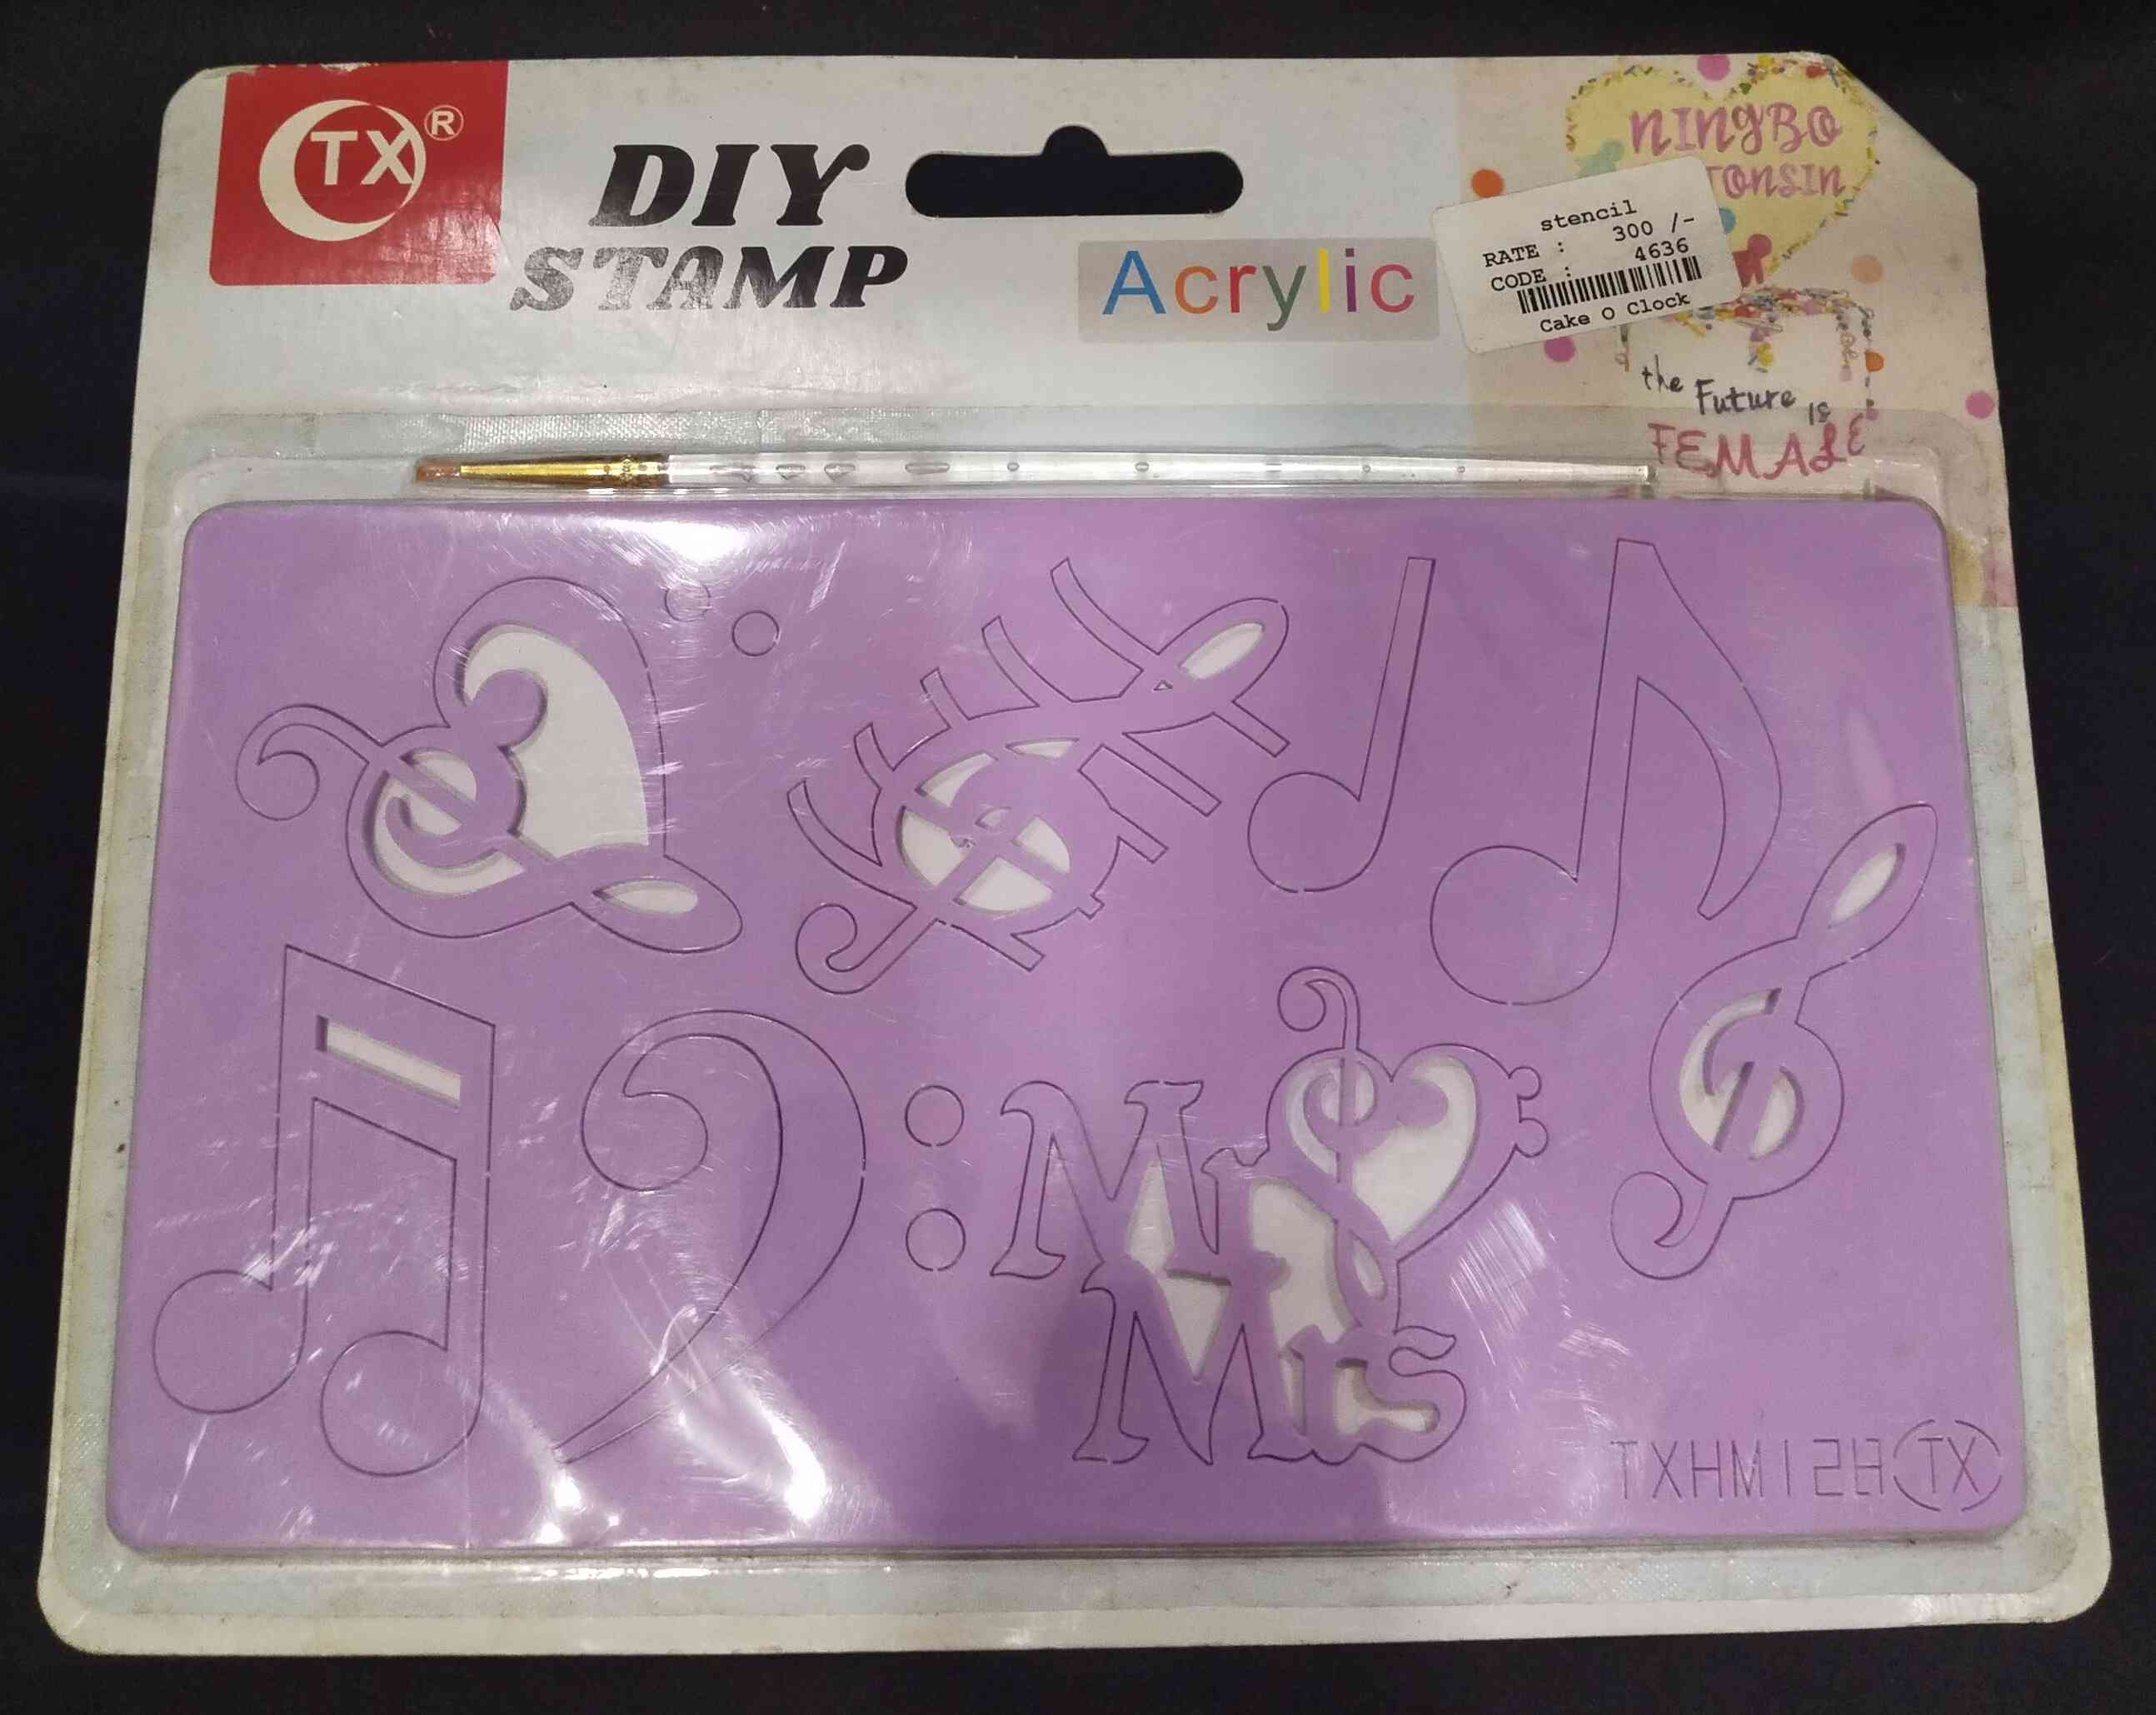 TX®
DIY
STAMP
Acrylic
NINGBO
TONSIN
stencil
RATE : 300 /-
CODE : 4636
Cake O Clock
the Future is
FEMALE
Mr
Mrs
TX